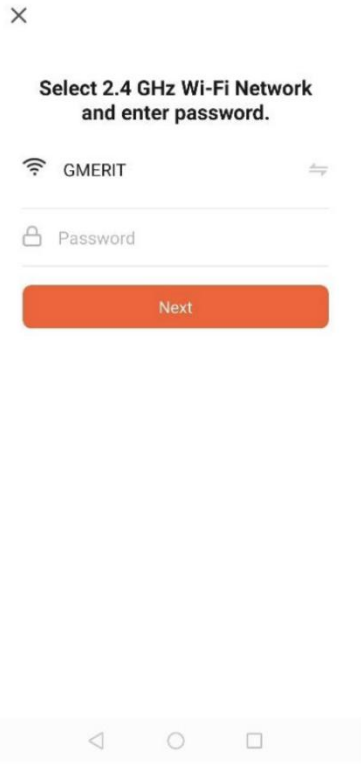 Select 2.4 GHz Wi-Fi Network
and enter password.
GMERIT
Password
Next